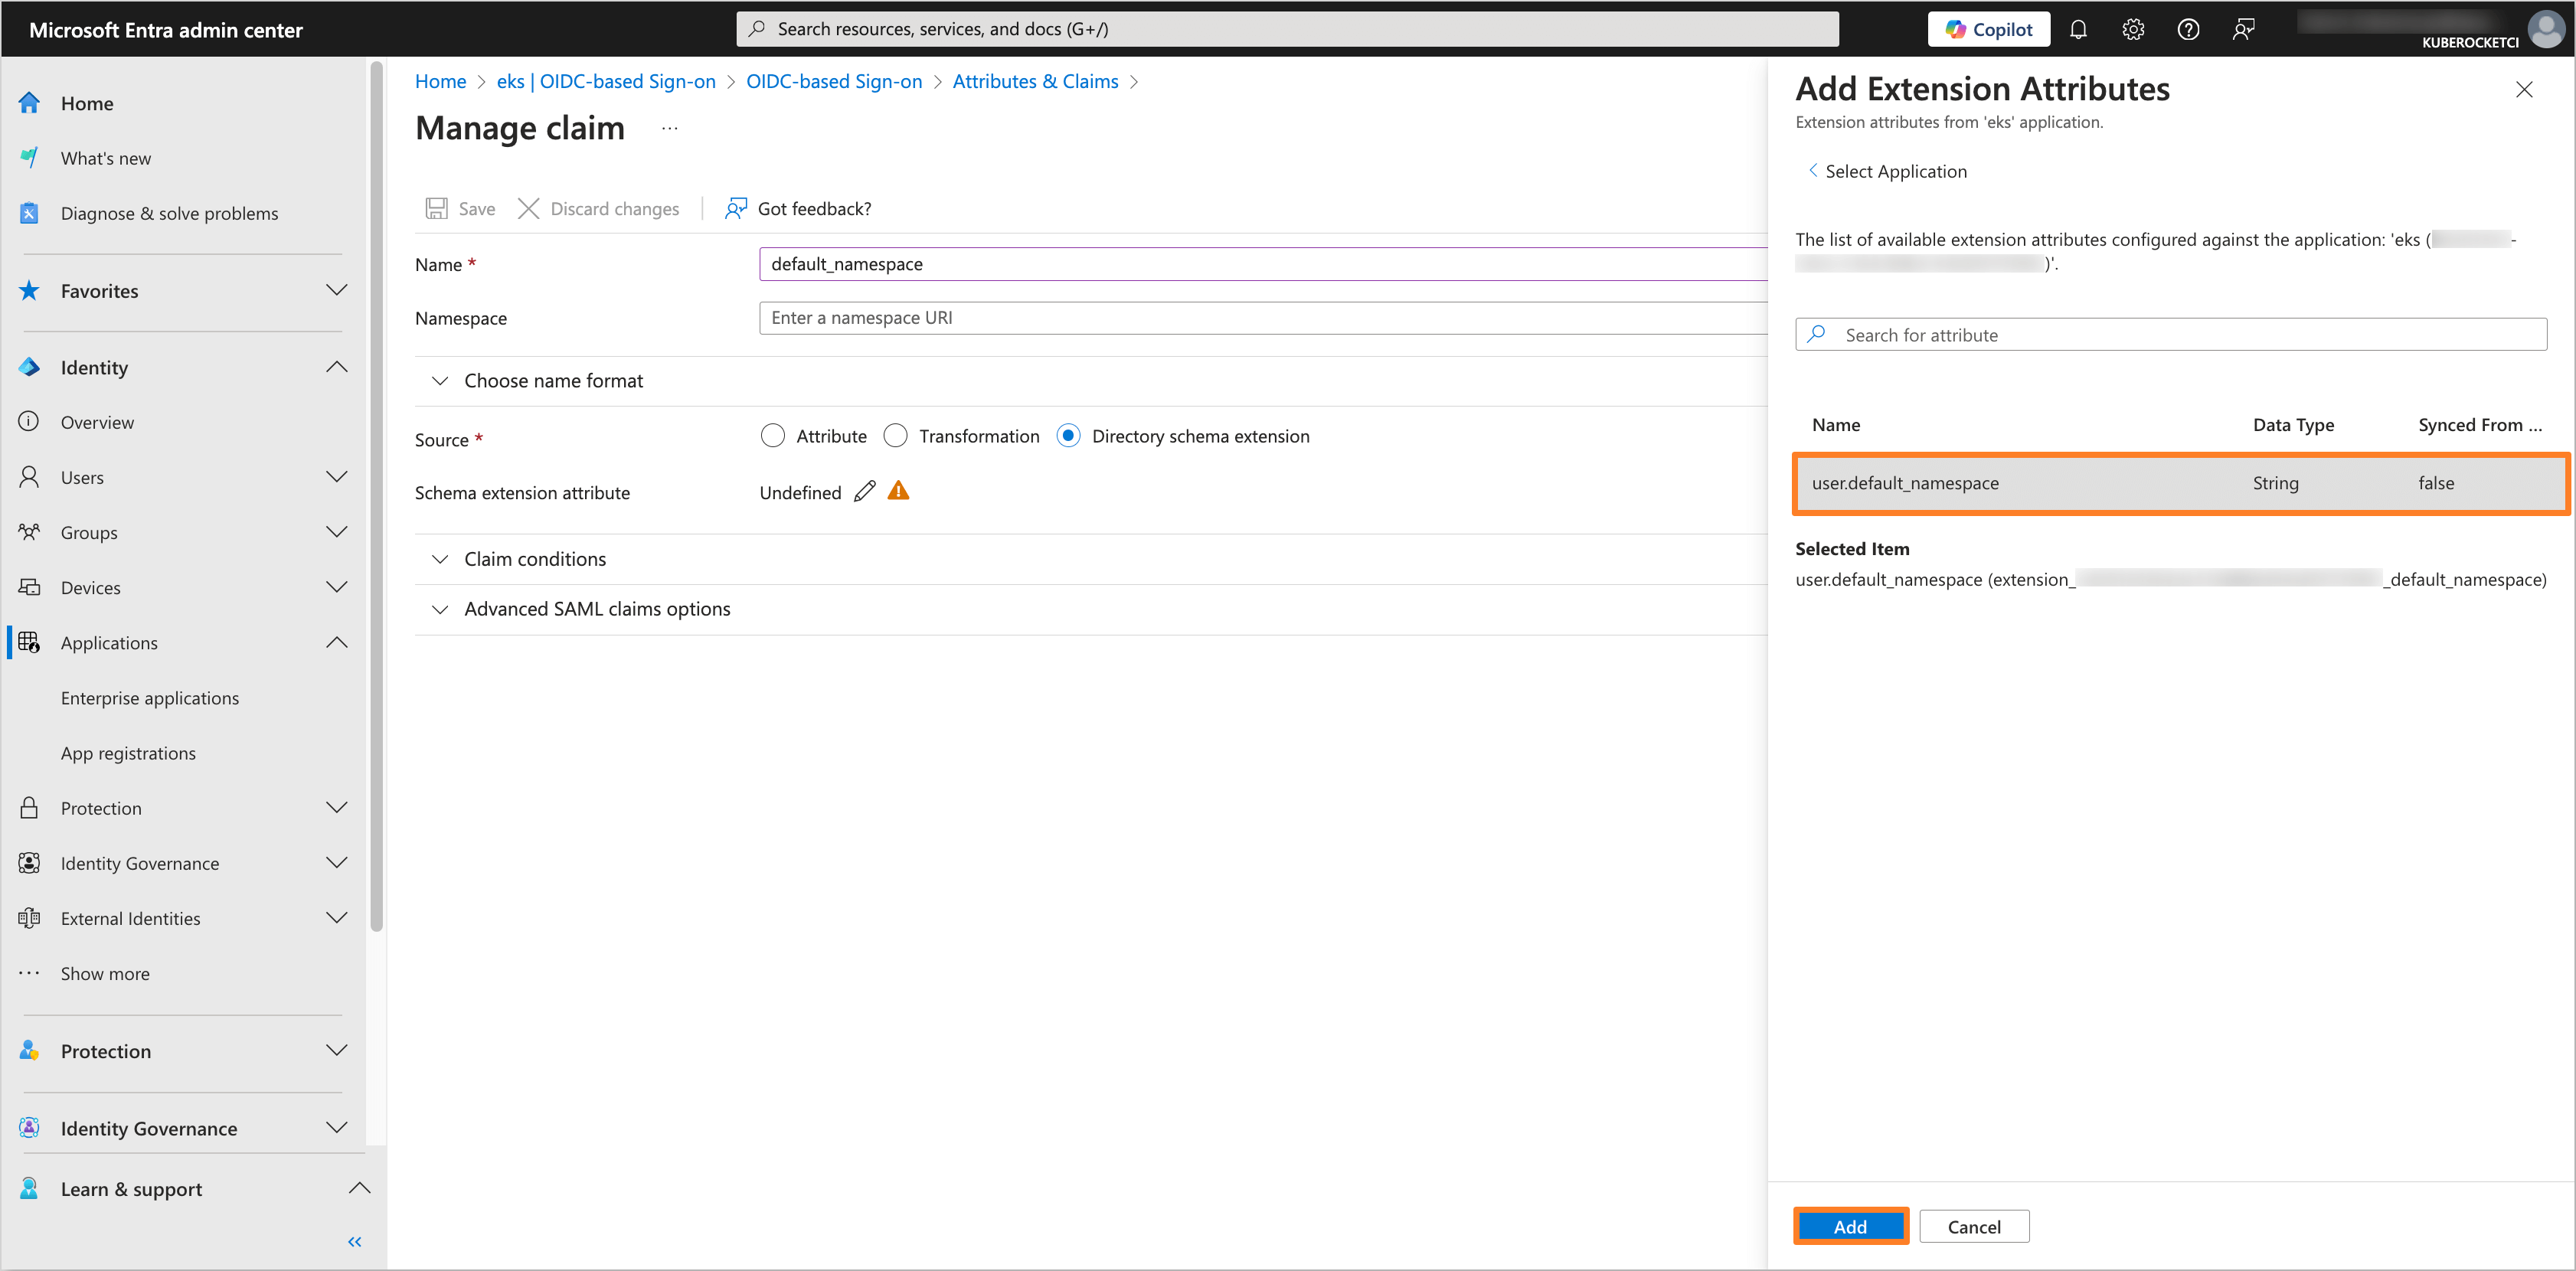 Microsoft Entra admin center
Search resources, services, and docs (G+/)
Copilot
KUBEROCKETCI
Home
What's new
Diagnose & solve problems
Favorites
Identity
Overview
Users
Groups
Devices
Applications
Enterprise applications
App registrations
Protection
Identity Governance
External Identities
Show more
Protection
Identity Governance
Learn & support
Home > eks | OIDC-based Sign-on > OIDC-based Sign-on > Attributes & Claims >
Manage claim ...
Save Discard changes Got feedback?
Name * default_namespace
Namespace Enter a namespace URI
Choose name format
Source * Attribute Transformation Directory schema extension
Schema extension attribute Undefined
Claim conditions
Advanced SAML claims options
Add Extension Attributes
Extension attributes from 'eks' application.
Select Application
The list of available extension attributes configured against the application: 'eks ( -
)'.
Search for attribute
Name Data Type Synced From ...
user.default_namespace String false
Selected Item
user.default_namespace (extension_ _default_namespace)
Add Cancel